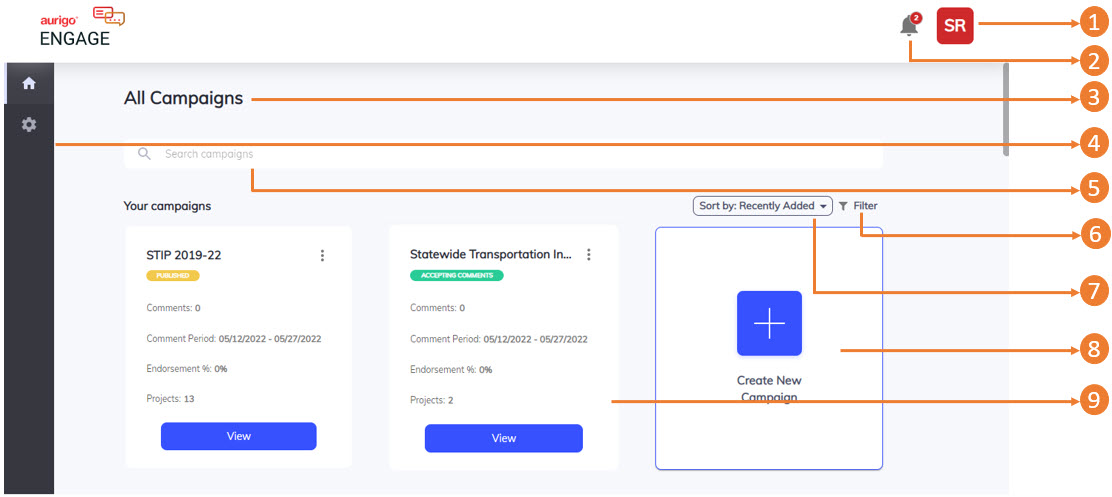 aurigo
ENGAGE
2
SR
1
2
All Campaigns
3
4
Search campaigns
5
Your campaigns
Sort by: Recently Added
Filter
6
STIP 2019-22
PUBLISHED
Comments: 0
Comment Period: 05/12/2022 - 05/27/2022
Endorsement %: 0%
Projects: 13
View
Statewide Transportation In...
ACCEPTING COMMENTS
Comments: 0
Comment Period: 05/12/2022 - 05/27/2022
Endorsement %: 0%
Projects: 2
View
Create New
Campaign
7
8
9